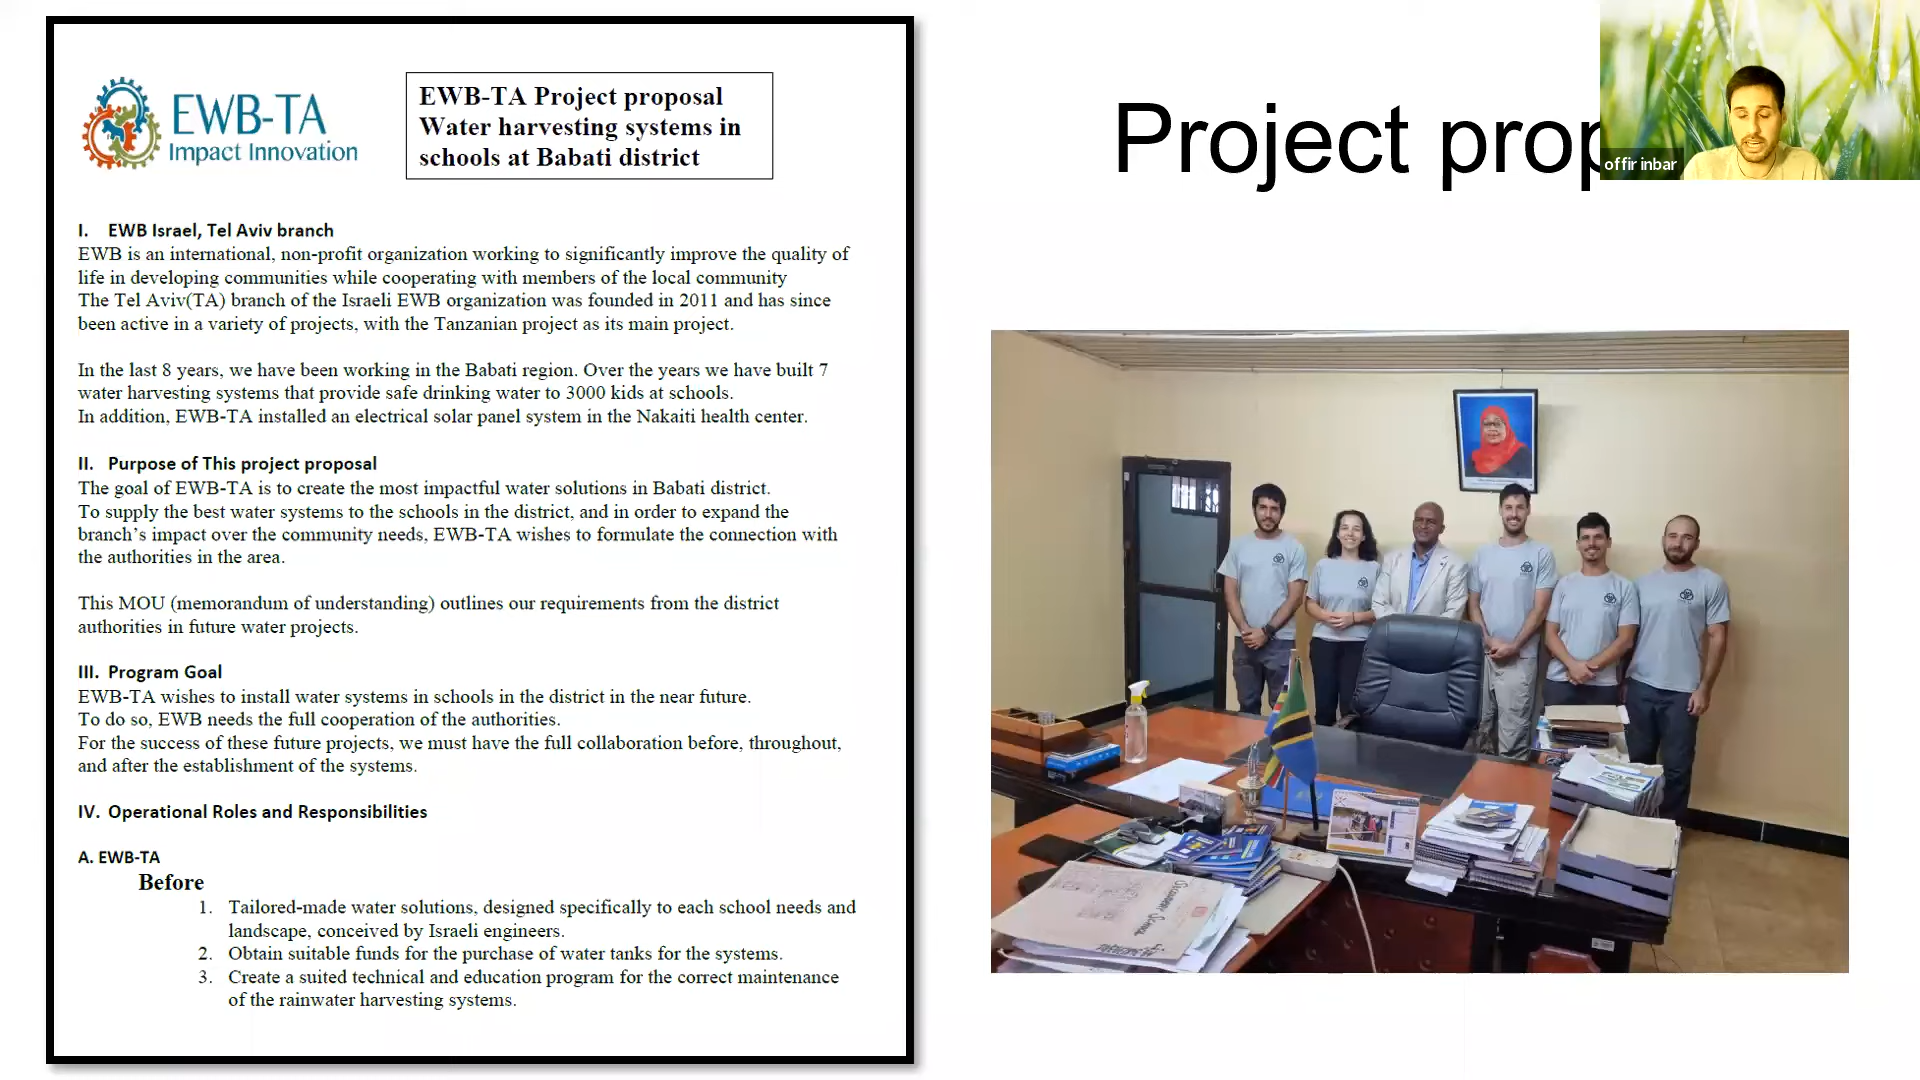 EWB-TA
Impact Innovation
EWB-TA Project proposal
Water harvesting systems in
schools at Babati district
I. EWB Israel, Tel Aviv branch
EWB is an international, non-profit organization working to significantly improve the quality of
life in developing communities while cooperating with members of the local community
The Tel Aviv(TA) branch of the Israeli EWB organization was founded in 2011 and has since
been active in a variety of projects, with the Tanzanian project as its main project.
In the last 8 years, we have been working in the Babati region. Over the years we have built 7
water harvesting systems that provide safe drinking water to 3000 kids at schools.
In addition, EWB-TA installed an electrical solar panel system in the Nakaiti health center.
II. Purpose of This project proposal
The goal of EWB-TA is to create the most impactful water solutions in Babati district.
To supply the best water systems to the schools in the district, and in order to expand the
branch’s impact over the community needs, EWB-TA wishes to formulate the connection with
the authorities in the area.
This MOU (memorandum of understanding) outlines our requirements from the district
authorities in future water projects.
III. Program Goal
EWB-TA wishes to install water systems in schools in the district in the near future.
To do so, EWB needs the full cooperation of the authorities.
For the success of these future projects, we must have the full collaboration before, throughout,
and after the establishment of the systems.
IV. Operational Roles and Responsibilities
A. EWB-TA
Before
1. Tailored-made water solutions, designed specifically to each school needs and
landscape, conceived by Israeli engineers.
2. Obtain suitable funds for the purchase of water tanks for the systems.
3. Create a suited technical and education program for the correct maintenance
of the rainwater harvesting systems.
Project prop
offir inbar